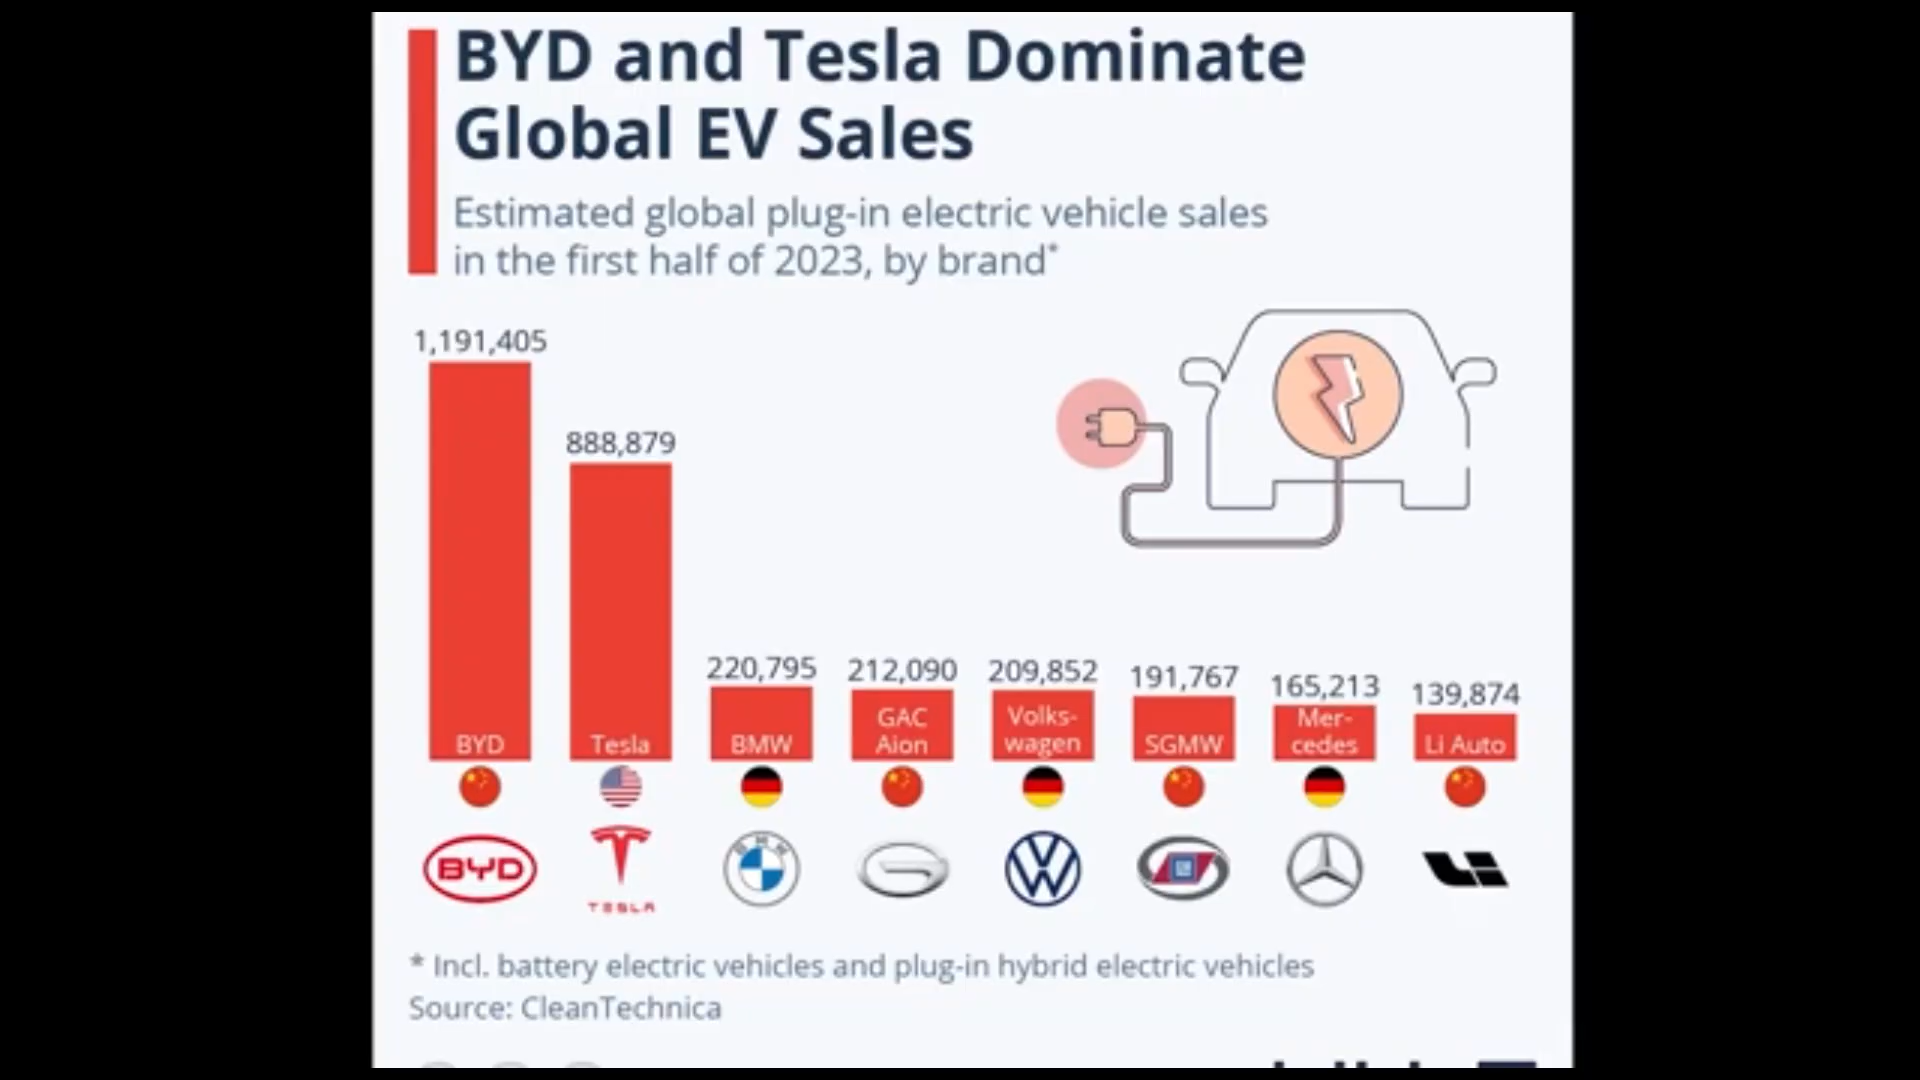 BYD and Tesla Dominate
Global EV Sales
Estimated global plug-in electric vehicle sales
in the first half of 2023, by brand*
1,191,405
888,879
220,795
212,090
209,852
191,767
165,213
139,874
BYD
Tesla
BMW
GAC
Aion
Volks-
wagen
SGMW
Mer-
cedes
Li Auto
BYD
TESLA
BMW
* Incl. battery electric vehicles and plug-in hybrid electric vehicles
Source: CleanTechnica